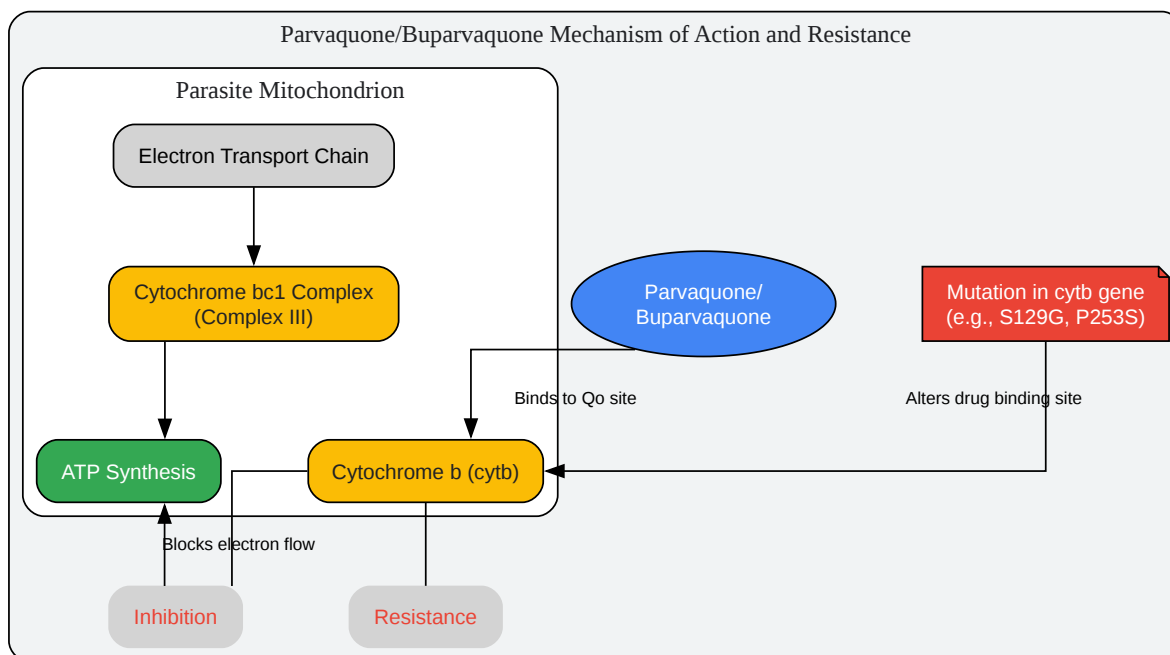 Parvaquone/Buparvaquone Mechanism of Action and Resistance
Parasite Mitochondrion
Electron Transport Chain
Cytochrome bc1 Complex
(Complex III)
Parvaquone/
Buparvaquone
Mutation in cytb gene
(e.g., S129G, P253S)
Binds to Qo site
Alters drug binding site
ATP Synthesis
Cytochrome b (cytb)
Blocks electron flow
Inhibition
Resistance